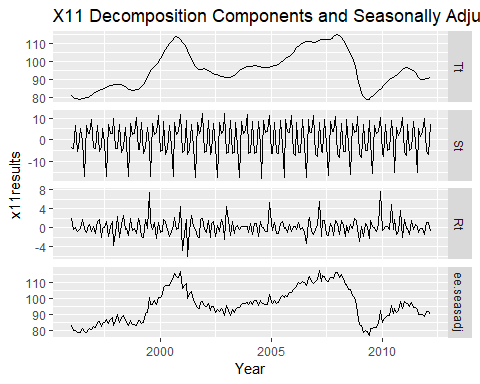 X11 Decomposition Components and Seasonally Adju
110
100
90
80
Tt
10
0
-10
St
8
4
0
-4
Rt
110
100
90
80
ee seasadj
x11results
2000
2005
2010
Year